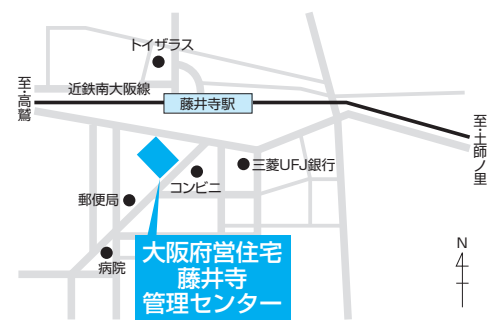 トイザラス
近鉄南大阪線
至・高鷲
藤井寺駅
至・土師ノ里
三菱UFJ銀行
コンビニ
郵便局
病院
大阪府営住宅
藤井寺
管理センター
N